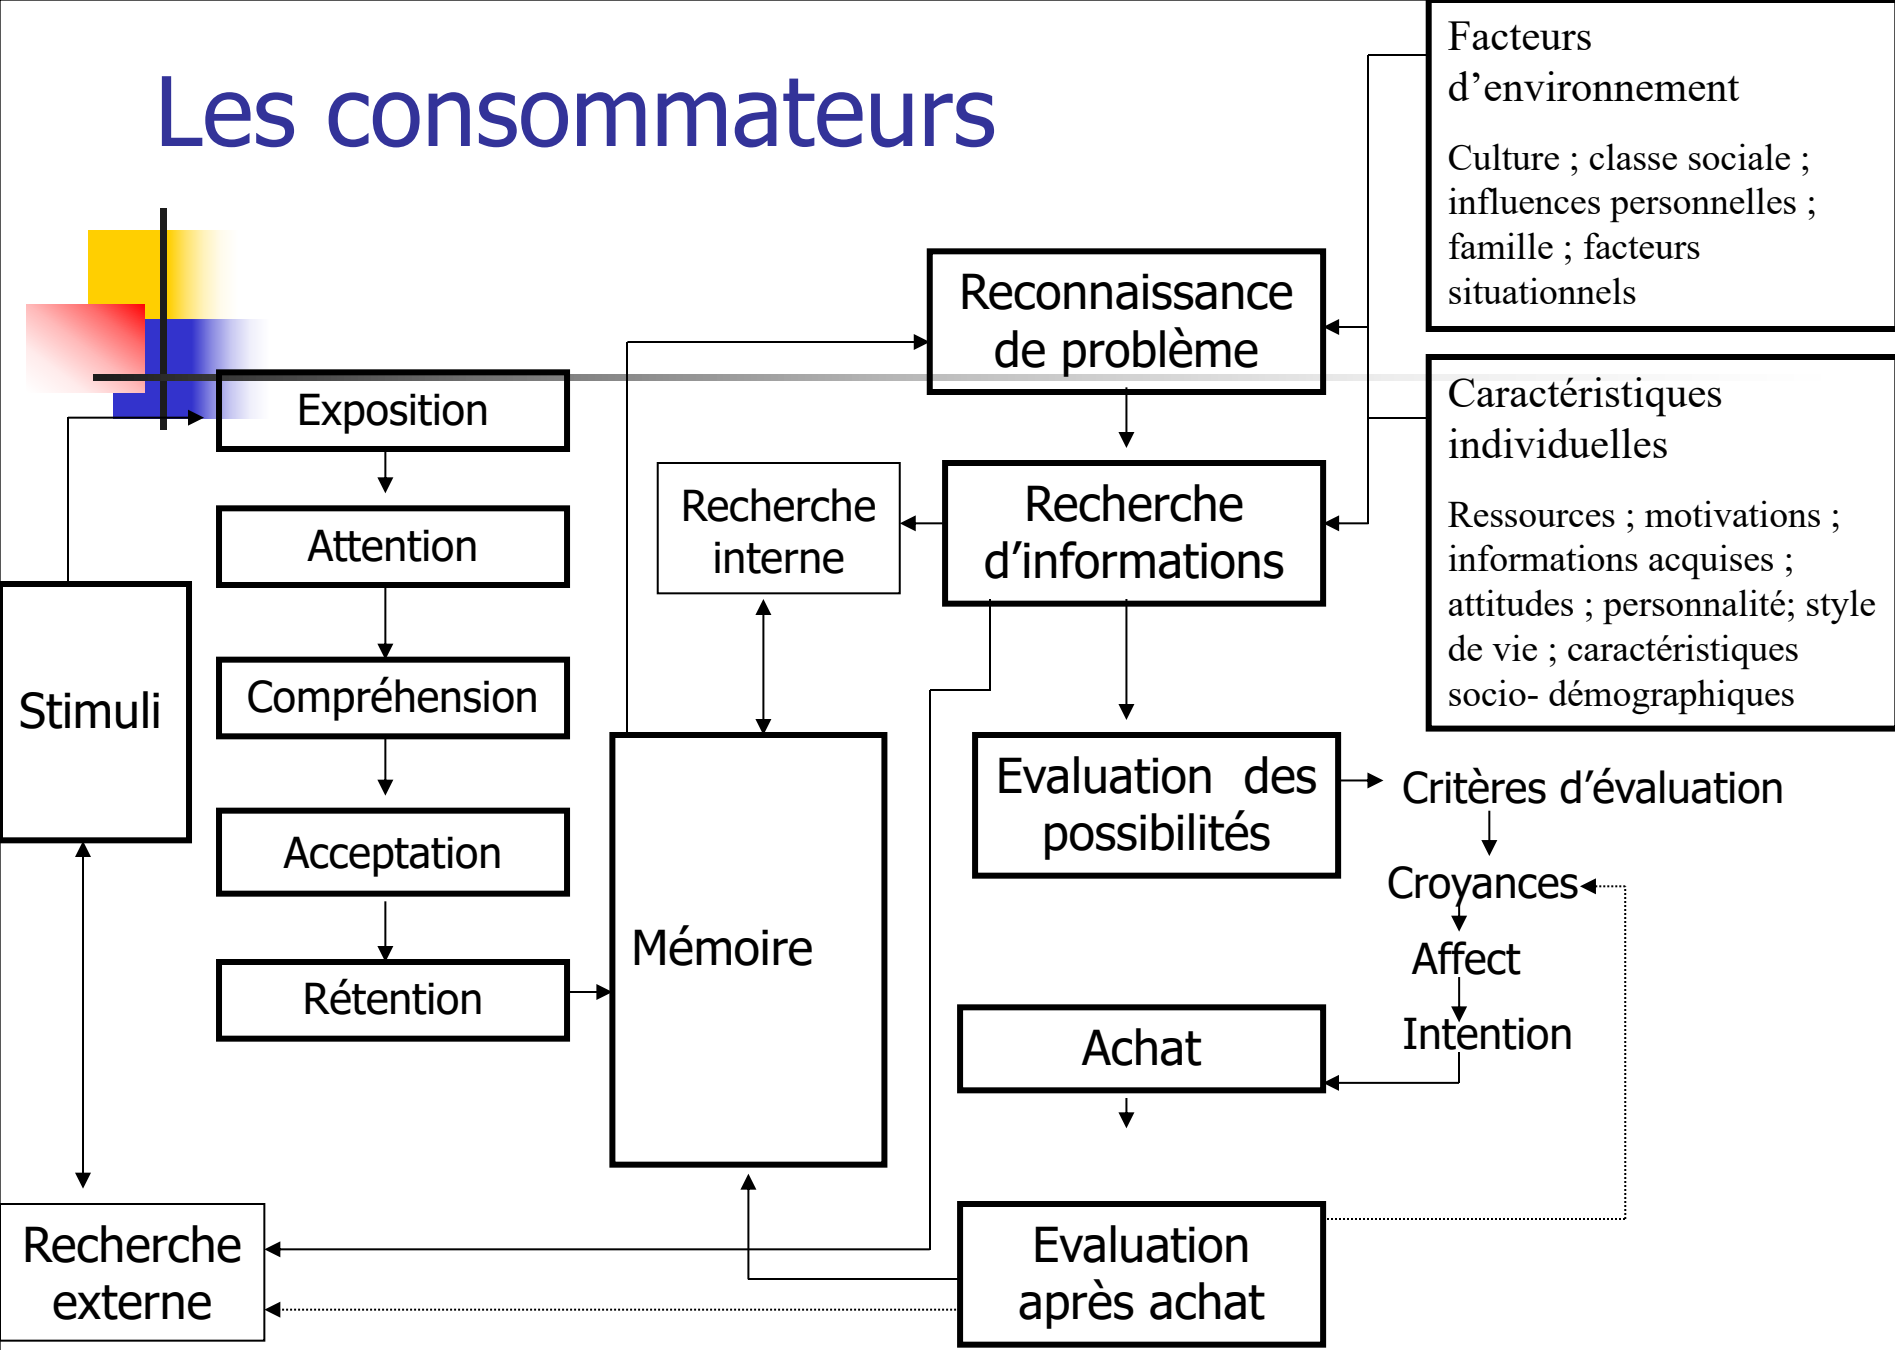 Les consommateurs
Facteurs
d’environnement
Culture ; classe sociale ;
influences personnelles ;
famille ; facteurs
situationnels
Reconnaissance
de problème
Caractéristiques
individuelles
Ressources ; motivations ;
informations acquises ;
attitudes ; personnalité; style
de vie ; caractéristiques
socio- démographiques
Exposition
Attention
Compréhension
Acceptation
Rétention
Stimuli
Recherche
externe
Recherche
interne
Mémoire
Recherche
d’informations
Evaluation des
possibilités
Critères d’évaluation
Croyances
Affect
Intention
Achat
Evaluation
après achat